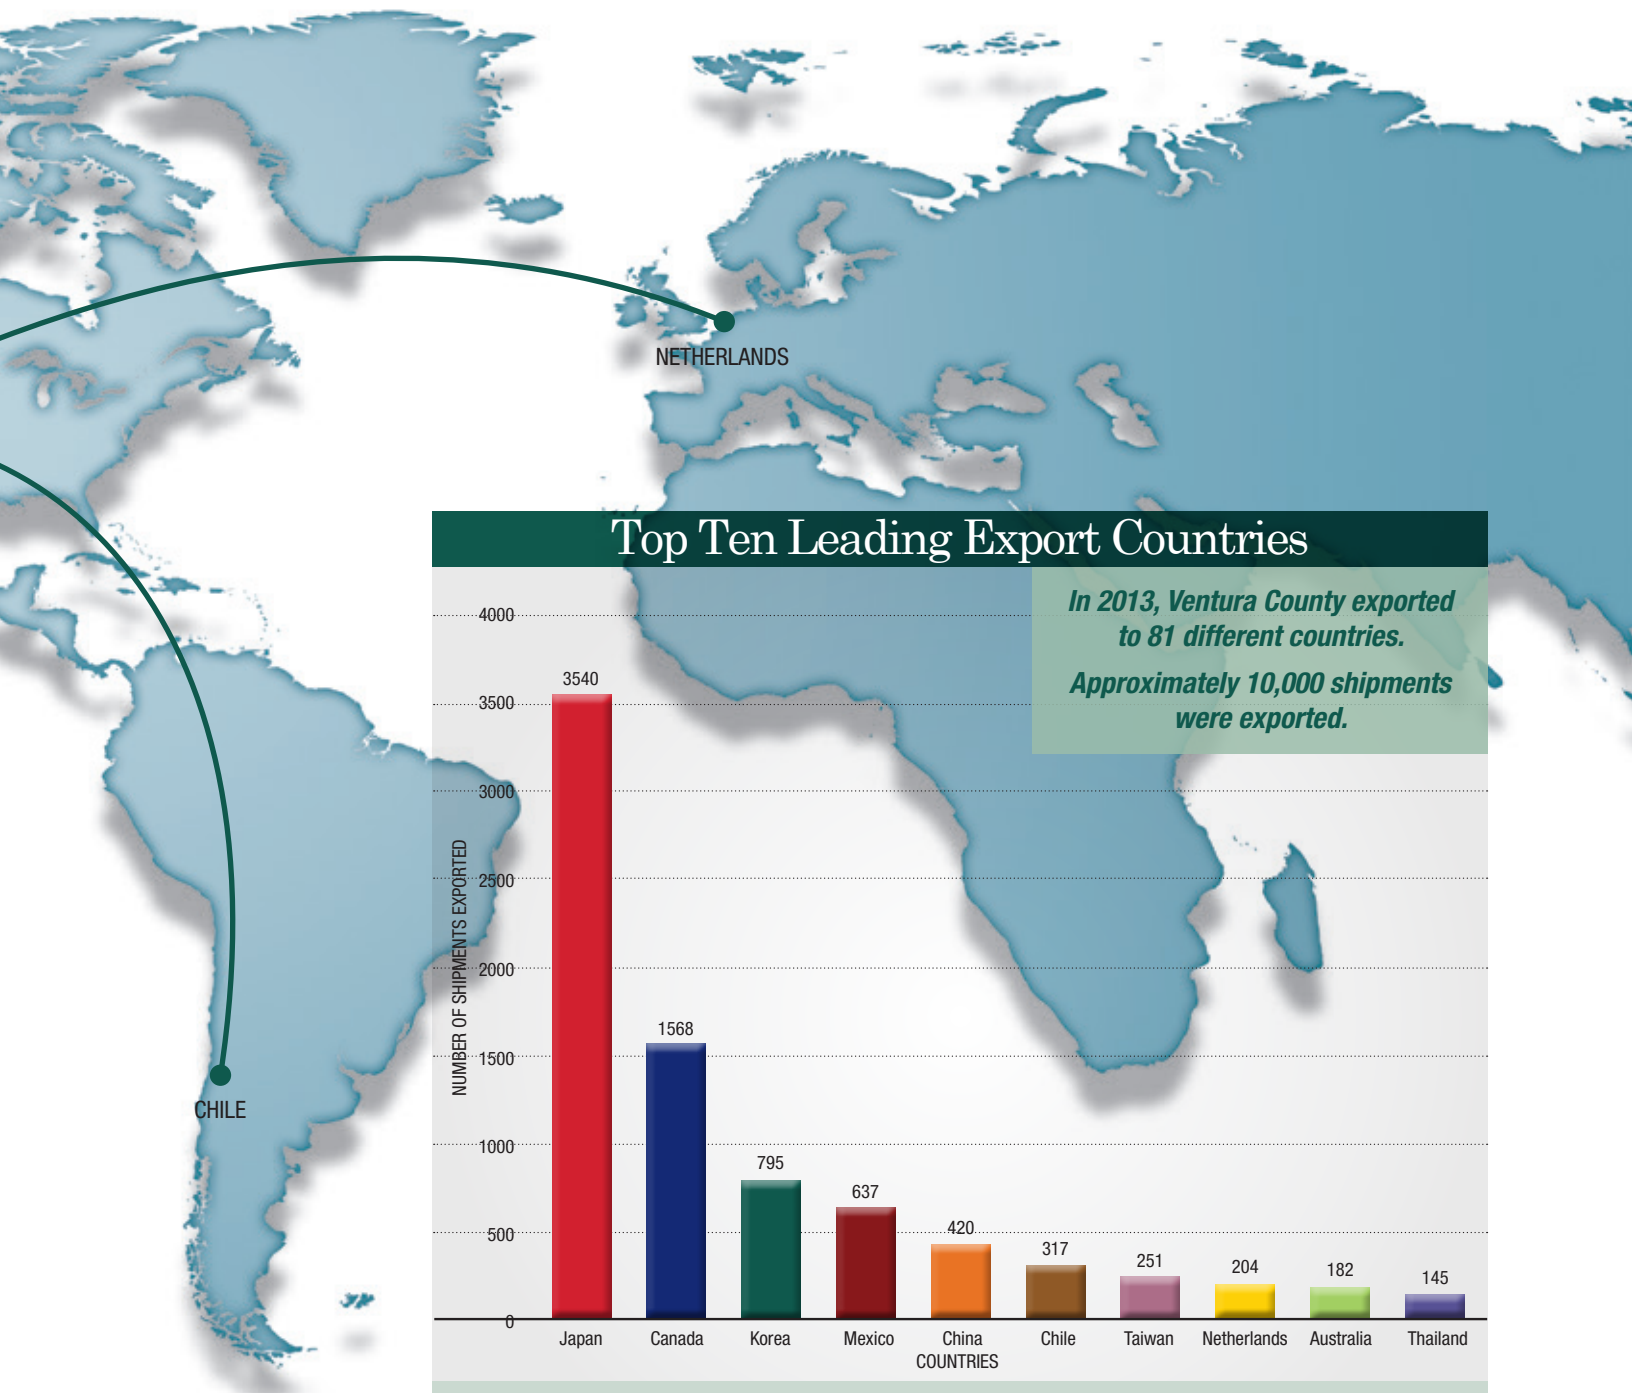 NETHERLANDS
CHILE
Top Ten Leading Export Countries
In 2013, Ventura County exported
to 81 different countries.
Approximately 10,000 shipments
were exported.
NUMBER OF SHIPMENTS EXPORTED
4000
3500
3000
2500
2000
1500
1000
500
0
3540
1568
795
637
420
317
251
204
182
145
Japan Canada Korea Mexico China Chile Taiwan Netherlands Australia Thailand
COUNTRIES